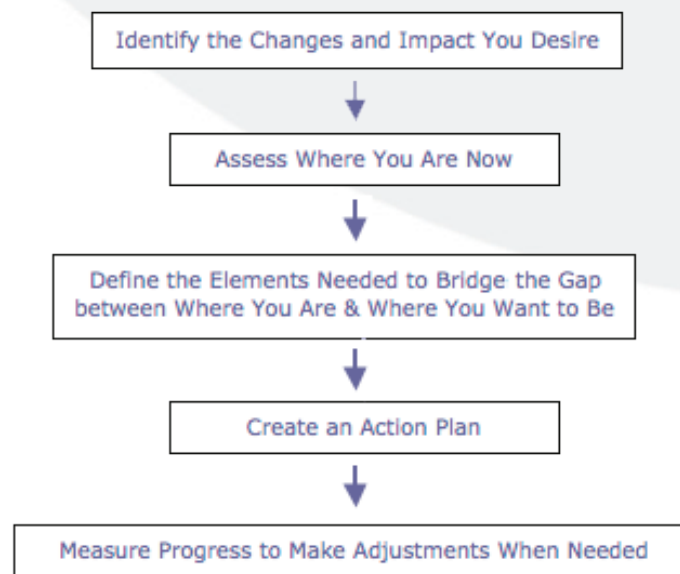 Identify the Changes and Impact You Desire
Assess Where You Are Now
Define the Elements Needed to Bridge the Gap
between Where You Are & Where You Want to Be
Create an Action Plan
Measure Progress to Make Adjustments When Needed